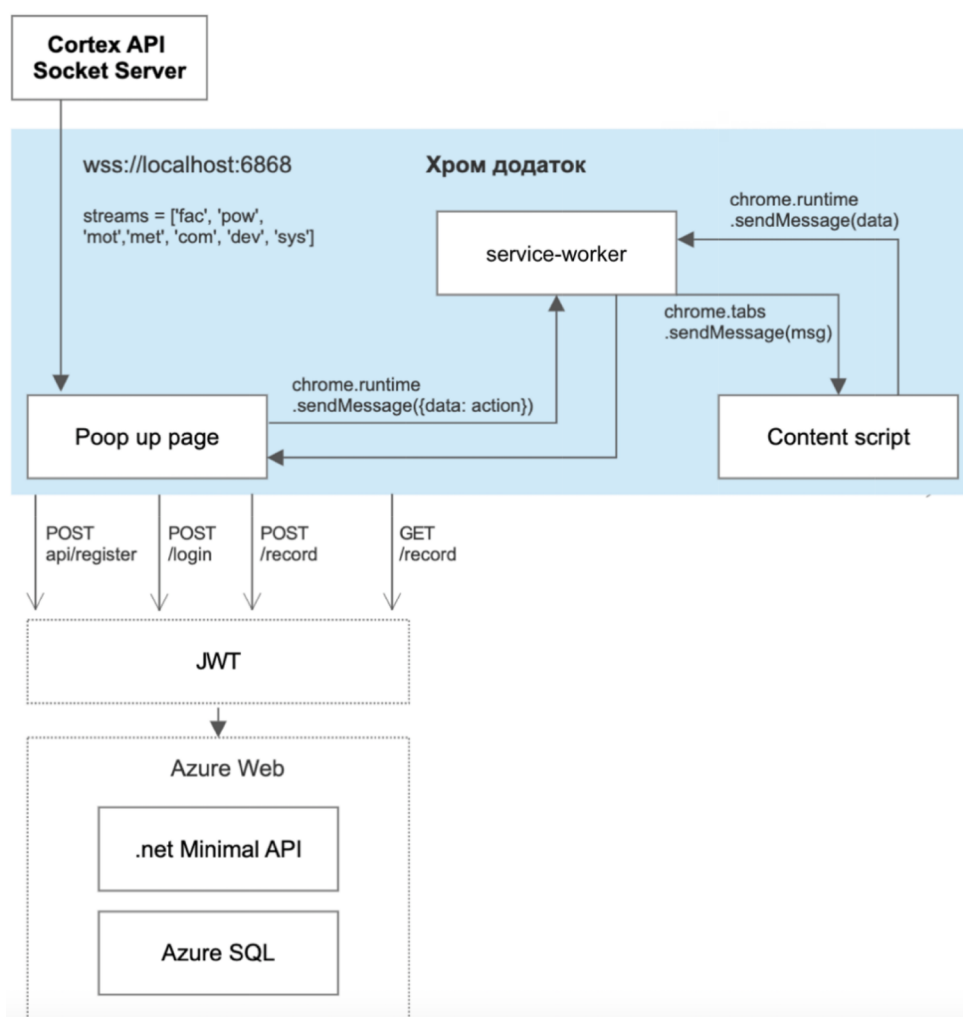 Cortex API
Socket Server
wss://localhost:6868
Хром додаток
streams = ['fac', 'pow',
'mot','met', 'com', 'dev', 'sys']
chrome.runtime
.sendMessage(data)
service-worker
chrome.tabs
.sendMessage(msg)
chrome.runtime
.sendMessage({data: action})
Poop up page
Content script
POST
api/register
POST
/login
POST
/record
GET
/record
JWT
Azure Web
.net Minimal API
Azure SQL